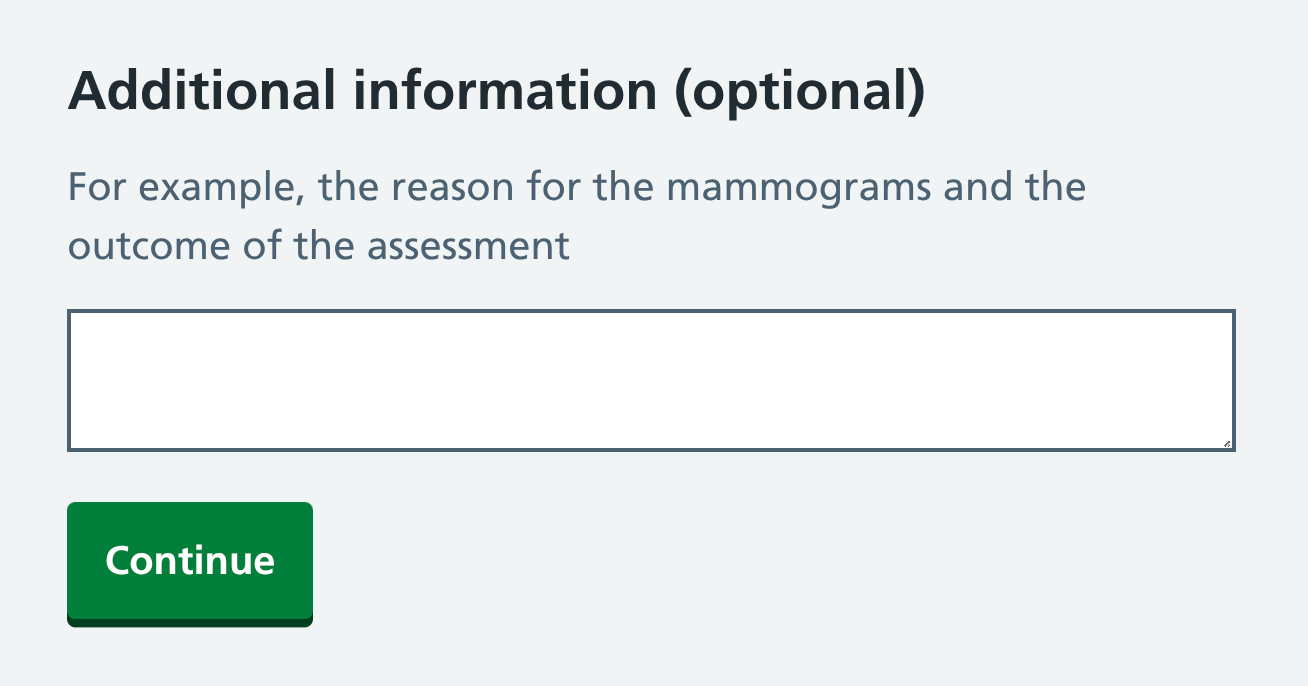 Additional information (optional)
For example, the reason for the mammograms and the
outcome of the assessment
Continue